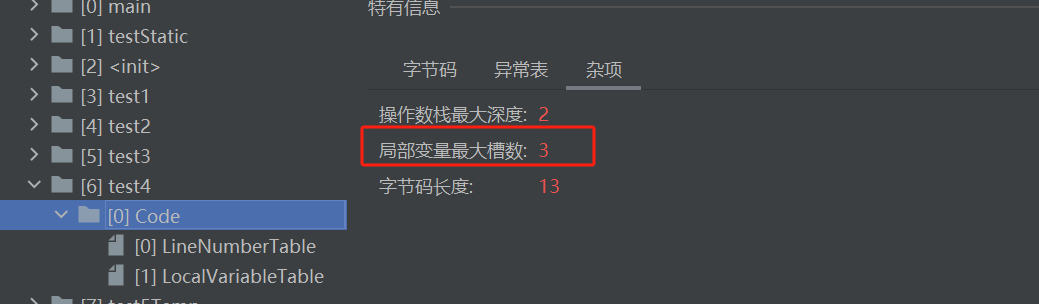 [0] main
[1] testStatic
[2] <init>
[3] test1
[4] test2
[5] test3
[6] test4
[0] Code
[0] LineNumberTable
[1] LocalVariableTable
特有信息
字节码 异常表 杂项
操作数栈最大深度: 2
局部变量最大槽数: 3
字节码长度: 13